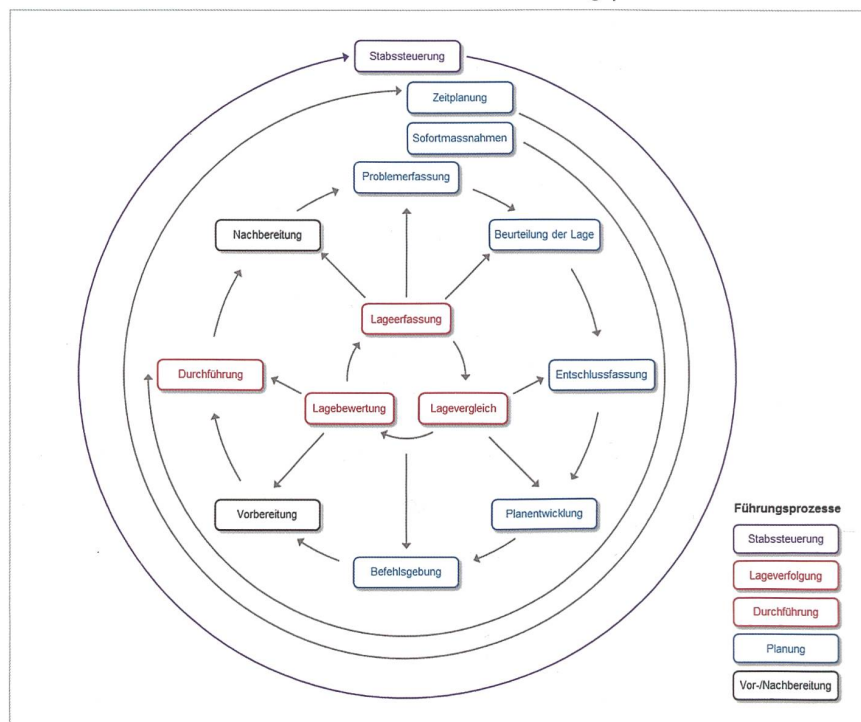 Stabssteuerung
Zeitplanung
Sofortmassnahmen
Problemerfassung
Nachbereitung
Beurteilung der Lage
Lageerfassung
Durchführung
Entschlussfassung
Lagebewertung
Lagevergleich
Vorbereitung
Planentwicklung
Befehlsgebung
Führungsprozesse
Stabssteuerung
Lageverfolgung
Durchführung
Planung
Vor-/Nachbereitung